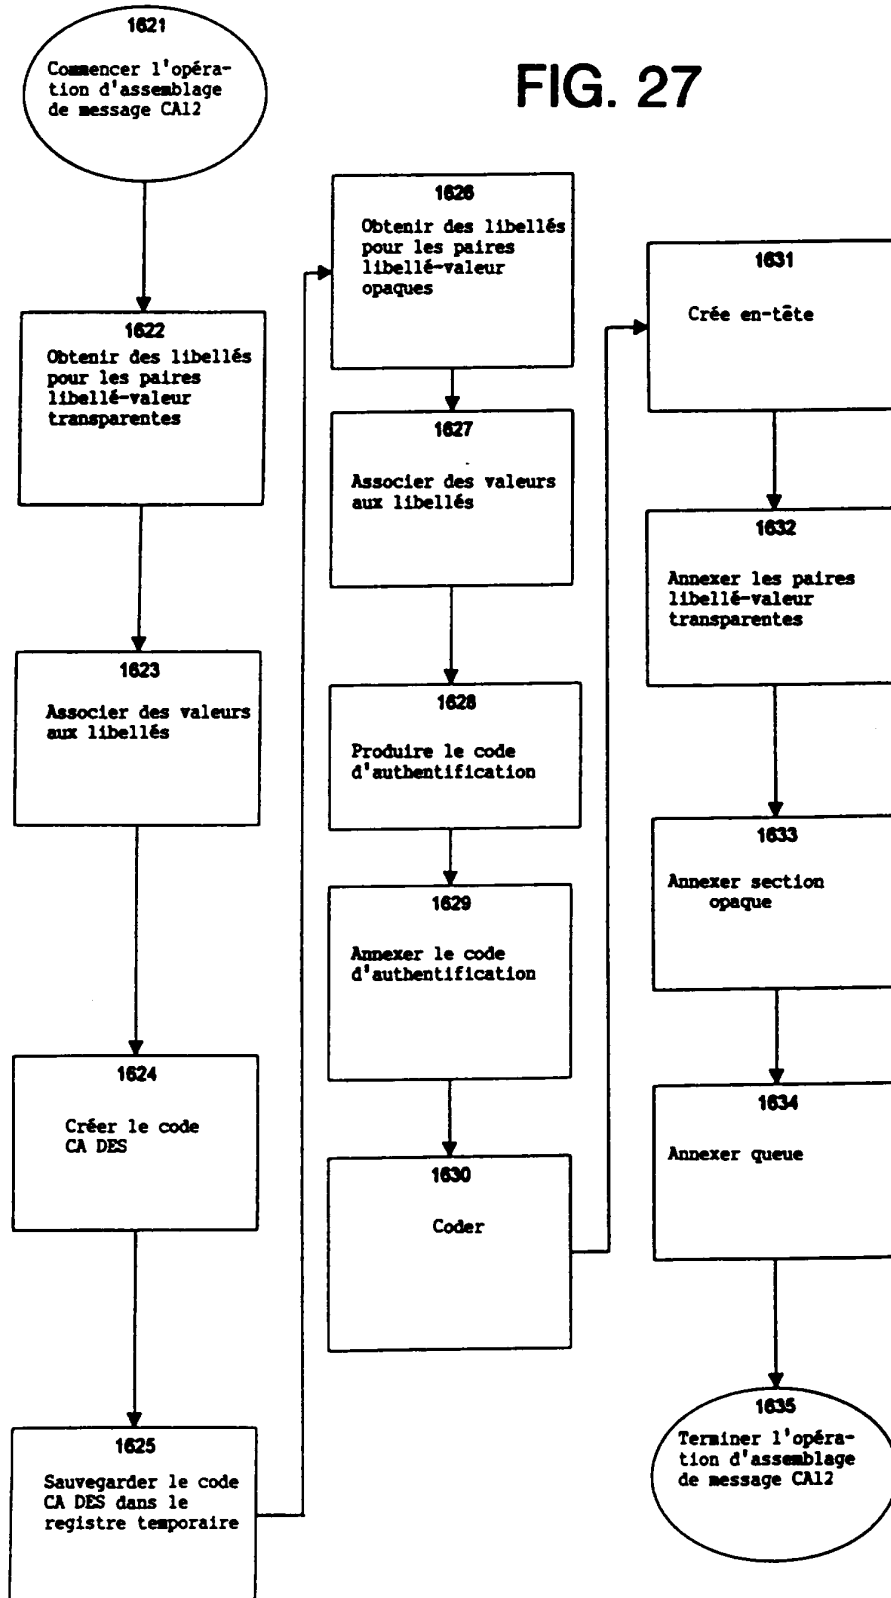 FIG. 27
1621
Commencer l'opéra-
tion d'assemblage
de message CA12
1622
Obtenir des libellés
pour les paires
libellé-valeur
transparentes
1623
Associer des valeurs
aux libellés
1624
Créer le code
CA DES
1625
Sauvegarder le code
CA DES dans le
registre temporaire
1626
Obtenir des libellés
pour les paires
libellé-valeur
opaques
1627
Associer des valeurs
aux libellés
1628
Produire le code
d'authentification
1629
Annexer le code
d'authentification
1630
Coder
1631
Crée en-tête
1632
Annexer les paires
libellé-valeur
transparentes
1633
Annexer section
opaque
1634
Annexer queue
1635
Terminer l'opéra-
tion d'assemblage
de message CA12